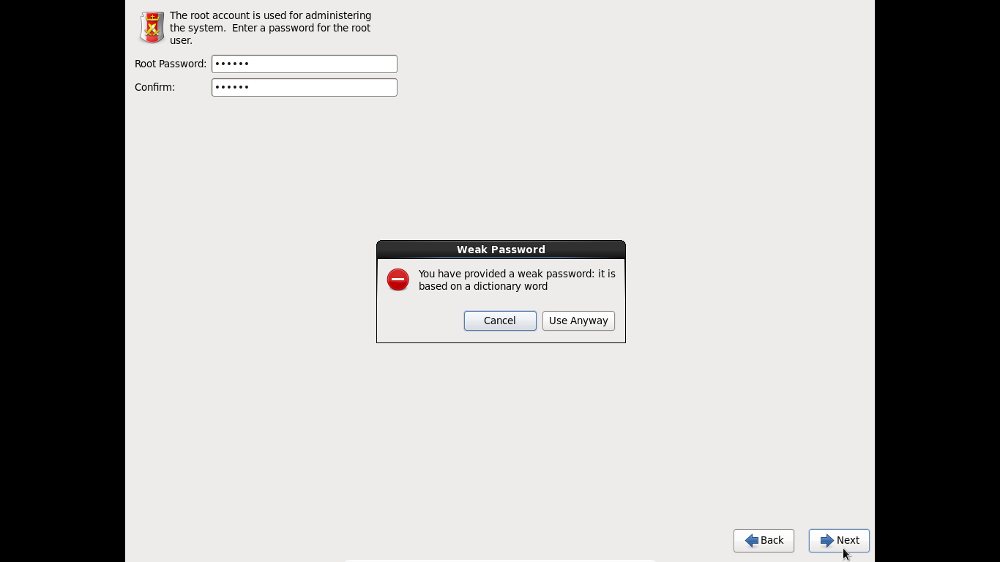 The root account is used for administering
the system.  Enter a password for the root
user.
Root Password: ••••••
Confirm: ••••••
Weak Password
You have provided a weak password: it is
based on a dictionary word
Cancel
Use Anyway
Back
Next